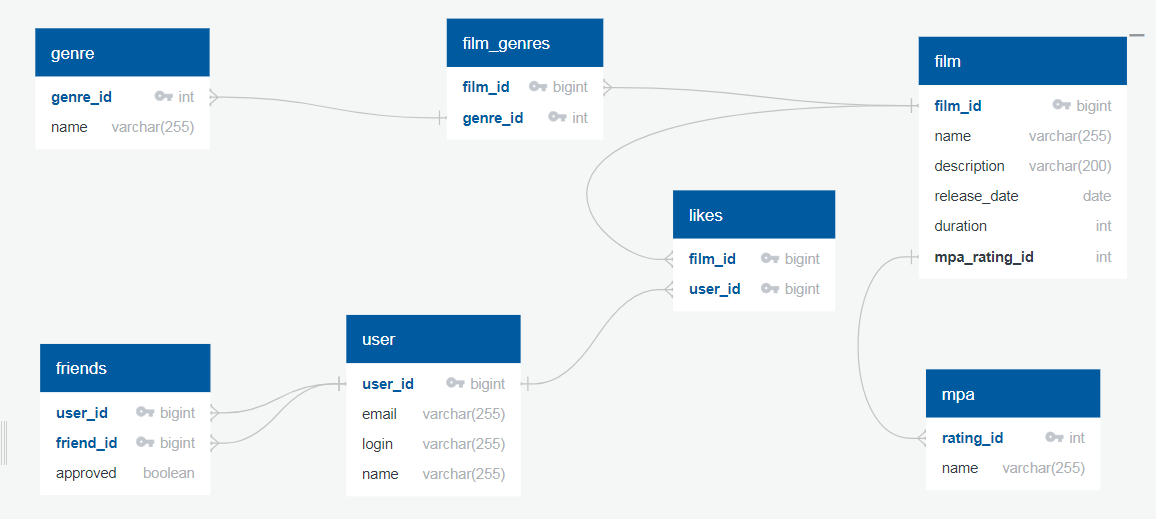 genre
genre_id int
name varchar(255)
film_genres
film_id bigint
genre_id int
film
film_id bigint
name varchar(255)
description varchar(200)
release_date date
duration int
mpa_rating_id int
likes
film_id bigint
user_id bigint
user
user_id bigint
email varchar(255)
login varchar(255)
name varchar(255)
friends
user_id bigint
friend_id bigint
approved boolean
mpa
rating_id int
name varchar(255)